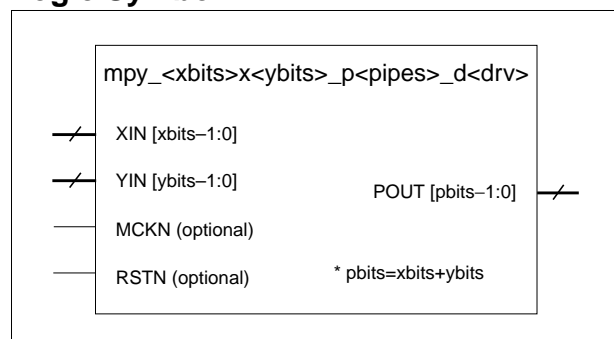 mpy_<xbits>x<ybits>_p<pipes>_d<drv>
XIN [xbits–1:0]
YIN [ybits–1:0]
POUT [pbits–1:0]
MCKN (optional)
RSTN (optional)
* pbits=xbits+ybits